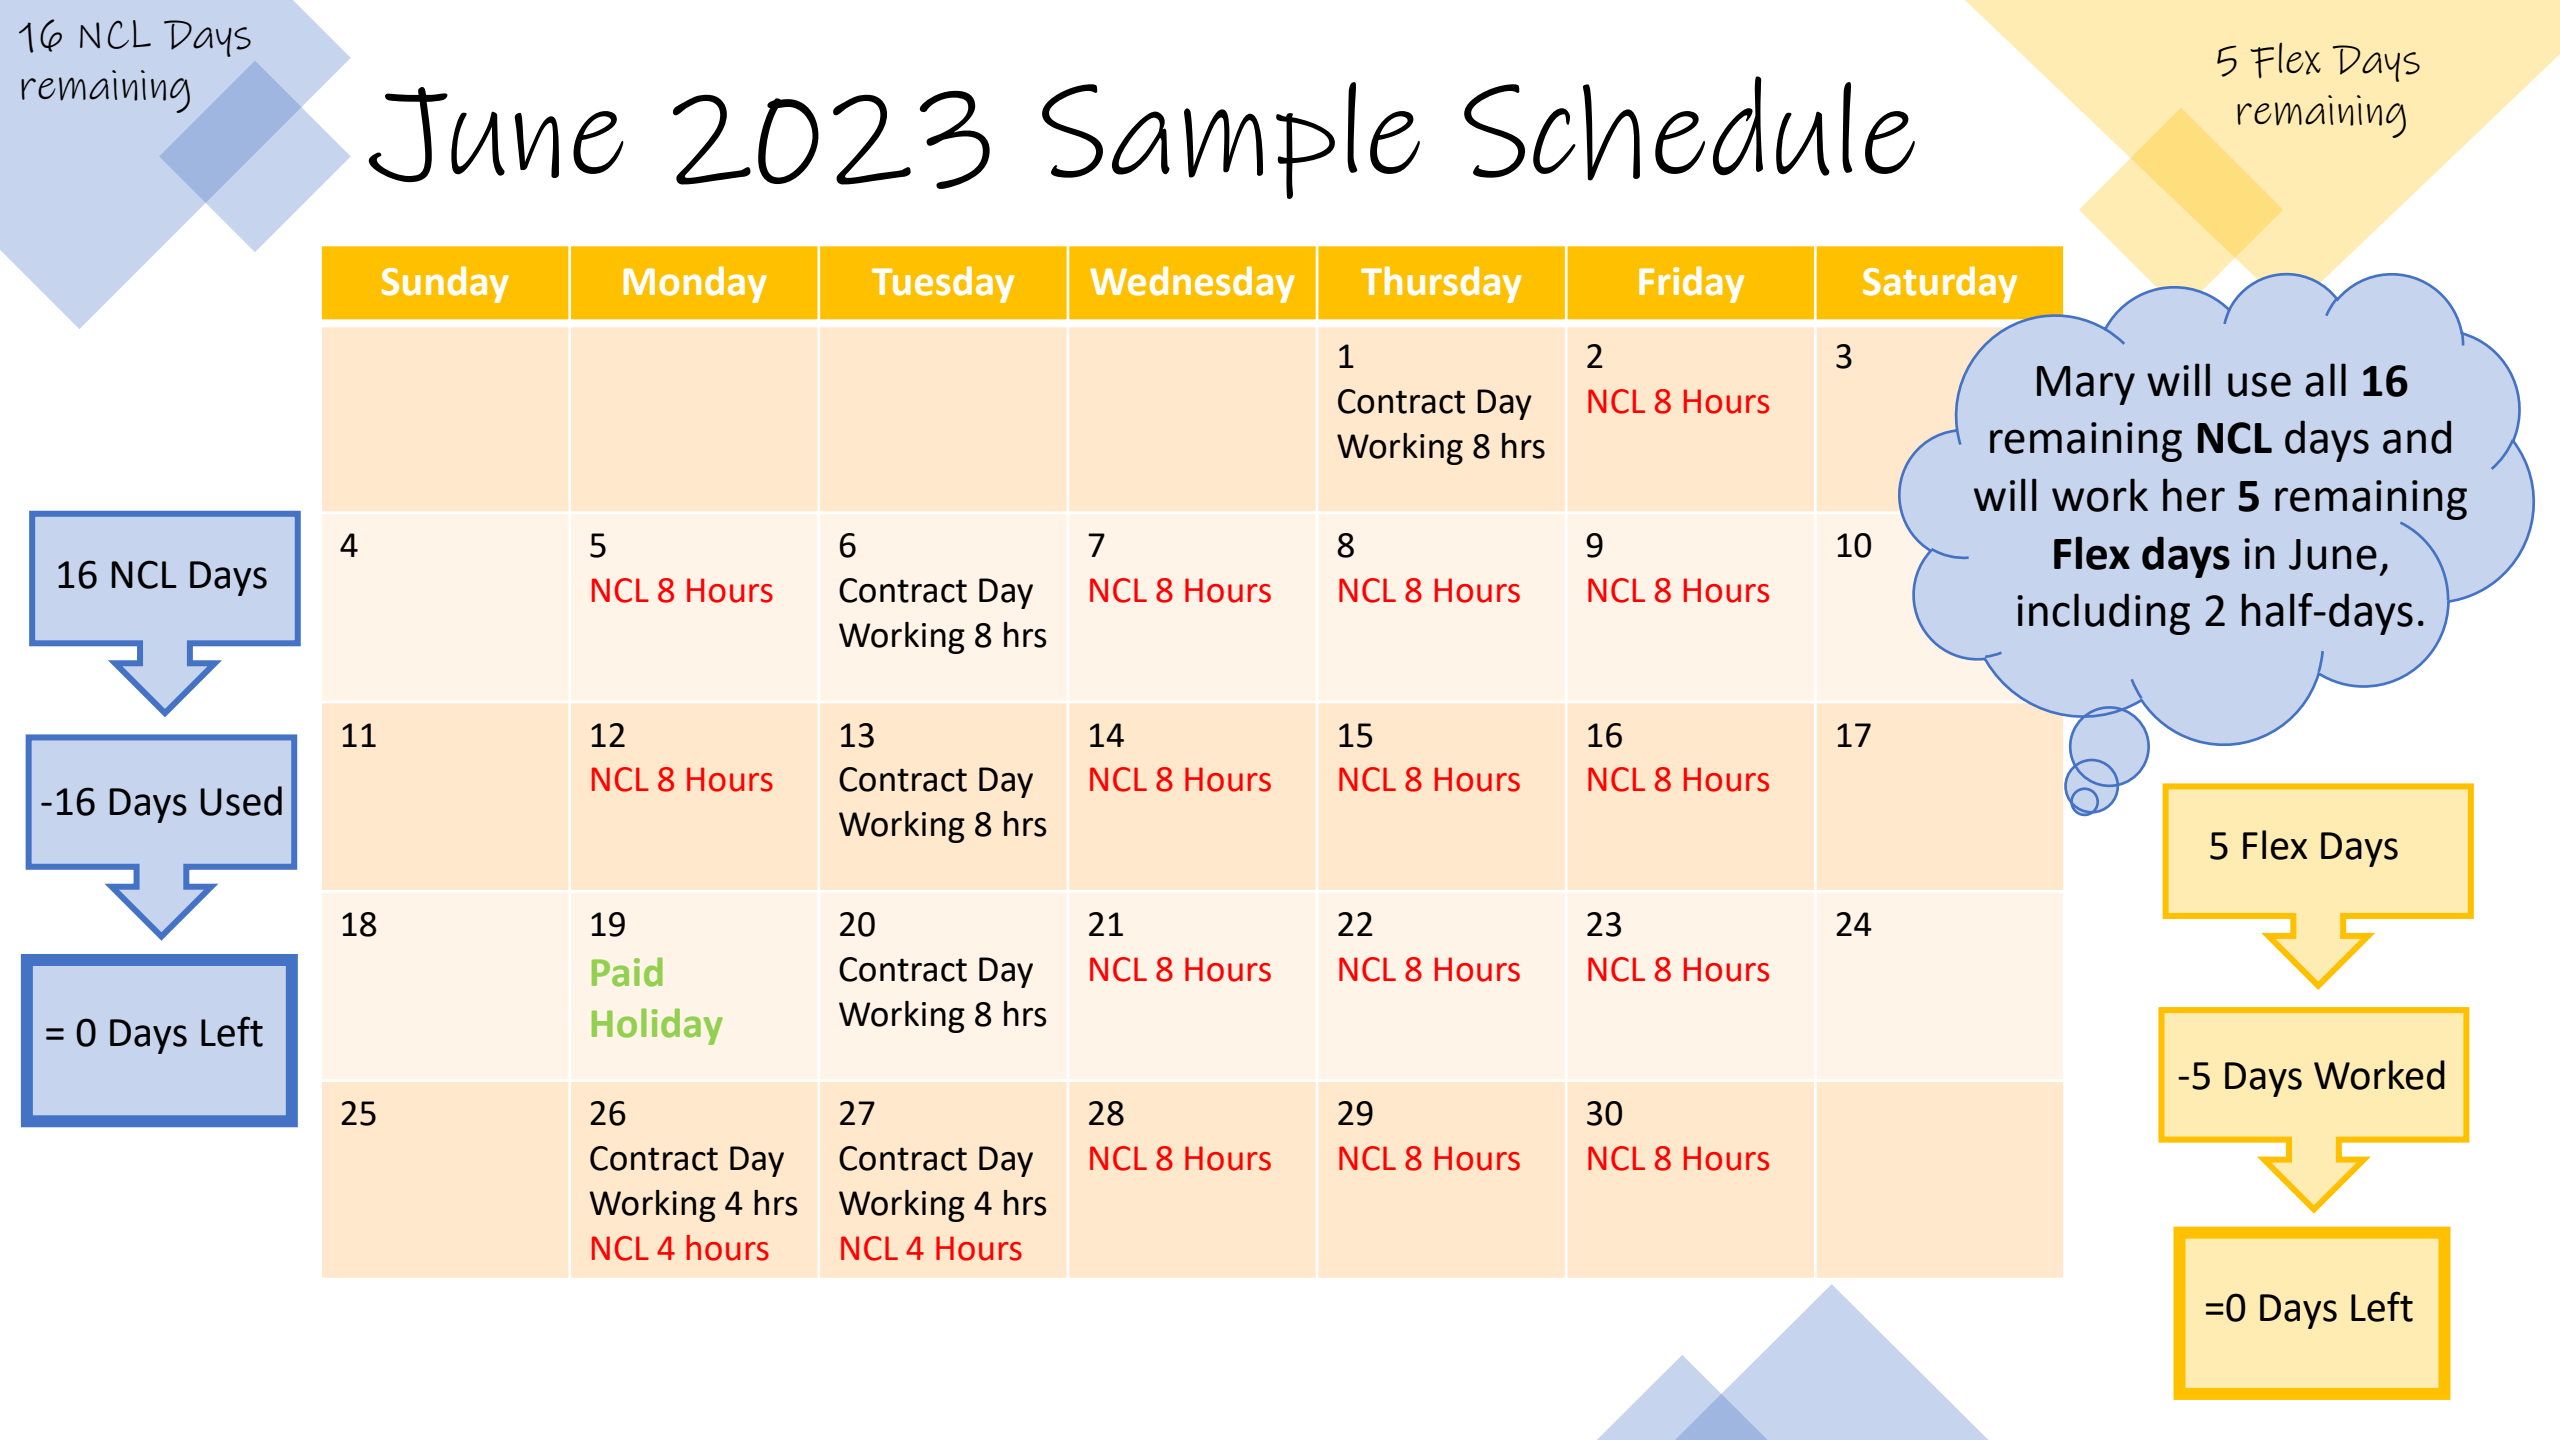 16 NCL Days
remaining
June 2023 Sample Schedule
5 Flex Days
remaining
Sunday Monday Tuesday Wednesday Thursday Friday Saturday
1
Contract Day
Working 8 hrs
2
NCL 8 Hours
3
4
5
NCL 8 Hours
6
Contract Day
Working 8 hrs
7
NCL 8 Hours
8
NCL 8 Hours
9
NCL 8 Hours
10
11
12
NCL 8 Hours
13
Contract Day
Working 8 hrs
14
NCL 8 Hours
15
NCL 8 Hours
16
NCL 8 Hours
17
18
19
Paid
Holiday
20
Contract Day
Working 8 hrs
21
NCL 8 Hours
22
NCL 8 Hours
23
NCL 8 Hours
24
25
26
Contract Day
Working 4 hrs
NCL 4 hours
27
Contract Day
Working 4 hrs
NCL 4 Hours
28
NCL 8 Hours
29
NCL 8 Hours
30
NCL 8 Hours
16 NCL Days
-16 Days Used
= 0 Days Left
Mary will use all 16
remaining NCL days and
will work her 5 remaining
Flex days in June,
including 2 half-days.
5 Flex Days
-5 Days Worked
=0 Days Left